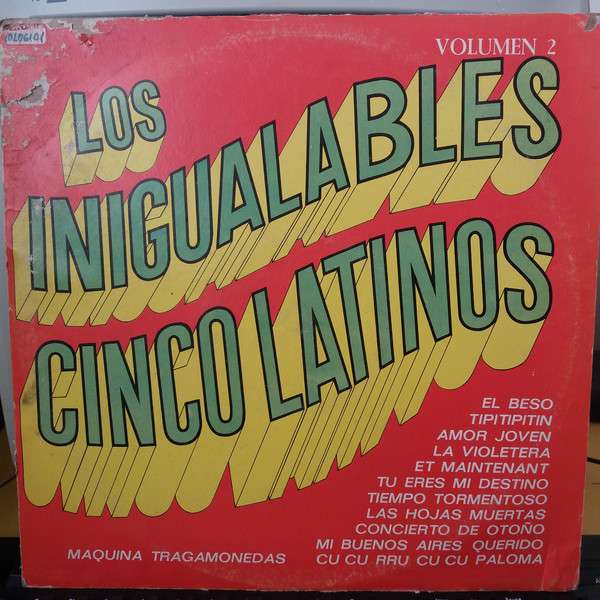 VOLUMEN 2
LOS
INIGUALABLES
CINCO LATINOS
EL BESO
TIPITIPITIN
AMOR JOVEN
LA VIOLETERA
ET MAINTENANT
TU ERES MI DESTINO
TIEMPO TORMENTOSO
LAS HOJAS MUERTAS
CONCIERTO DE OTOÑO
MI BUENOS AIRES QUERIDO
MAQUINA TRAGAMONEDAS
CU CU RRU CU CU PALOMA